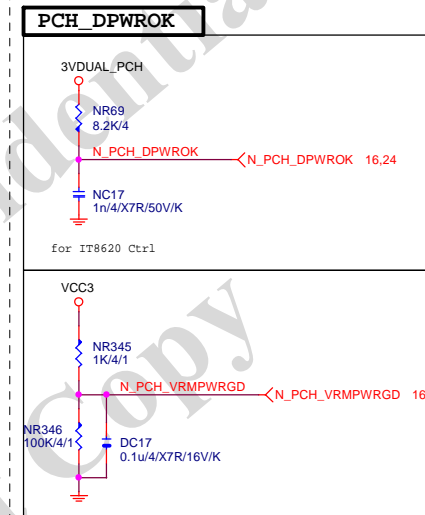 PCH_DPWROK
3VDUAL_PCH
NR69
8.2K/4
N_PCH_DPWROK
N_PCH_DPWROK 16,24
NC17
1n/4/X7R/50V/K
for IT8620 Ctrl
VCC3
NR345
1K/4/1
N_PCH_VRMPWRGD
N_PCH_VRMPWRGD 16
NR346
100K/4/1
DC17
0.1u/4/X7R/16V/K
Copy